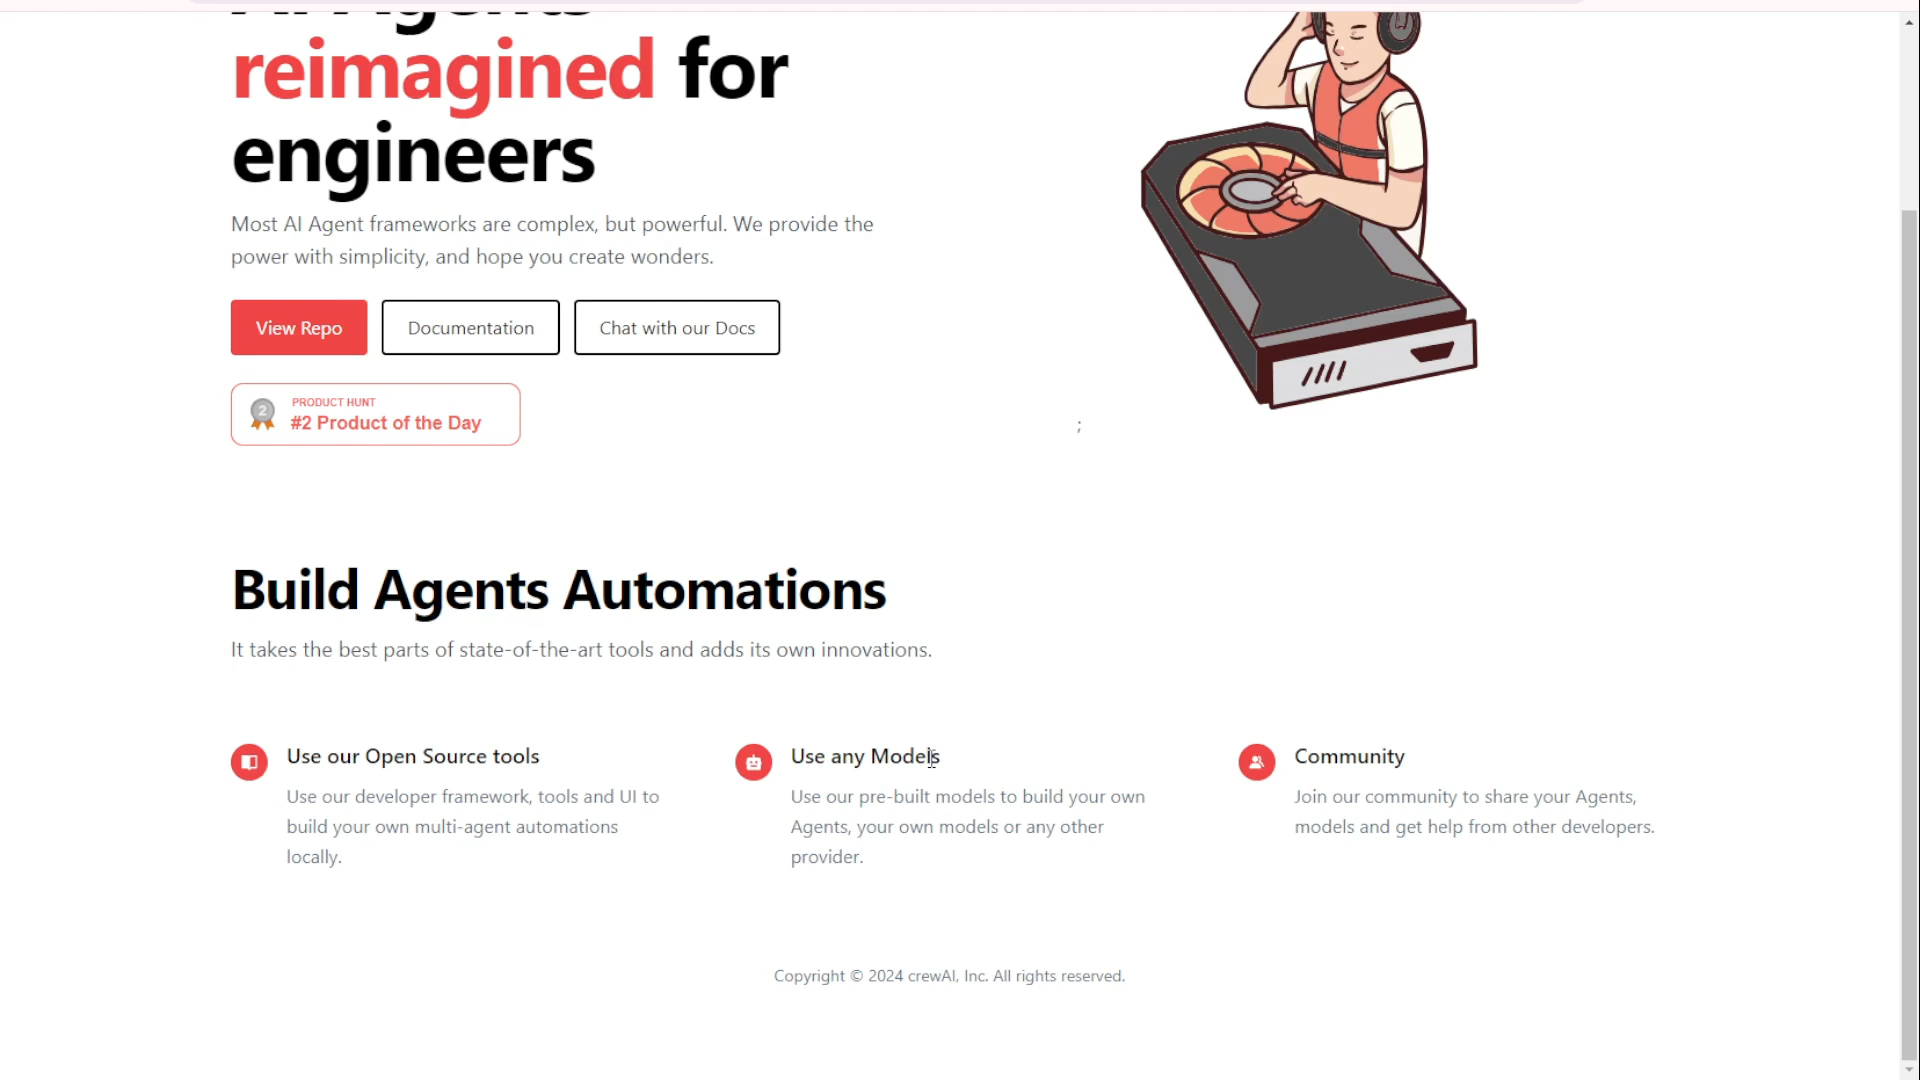 AI Agents
reimagined for
engineers
Most AI Agent frameworks are complex, but powerful. We provide the
power with simplicity, and hope you create wonders.
View Repo
Documentation
Chat with our Docs
2
PRODUCT HUNT
#2 Product of the Day
;
Build Agents Automations
It takes the best parts of state-of-the-art tools and adds its own innovations.
Use our Open Source tools
Use our developer framework, tools and UI to
build your own multi-agent automations
locally.
Use any Models
Use our pre-built models to build your own
Agents, your own models or any other
provider.
Community
Join our community to share your Agents,
models and get help from other developers.
Copyright © 2024 crewAI, Inc. All rights reserved.